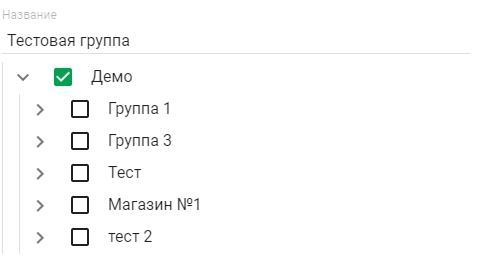 Название
Тестовая группа
Демо
Группа 1
Группа 3
Тест
Магазин №1
тест 2